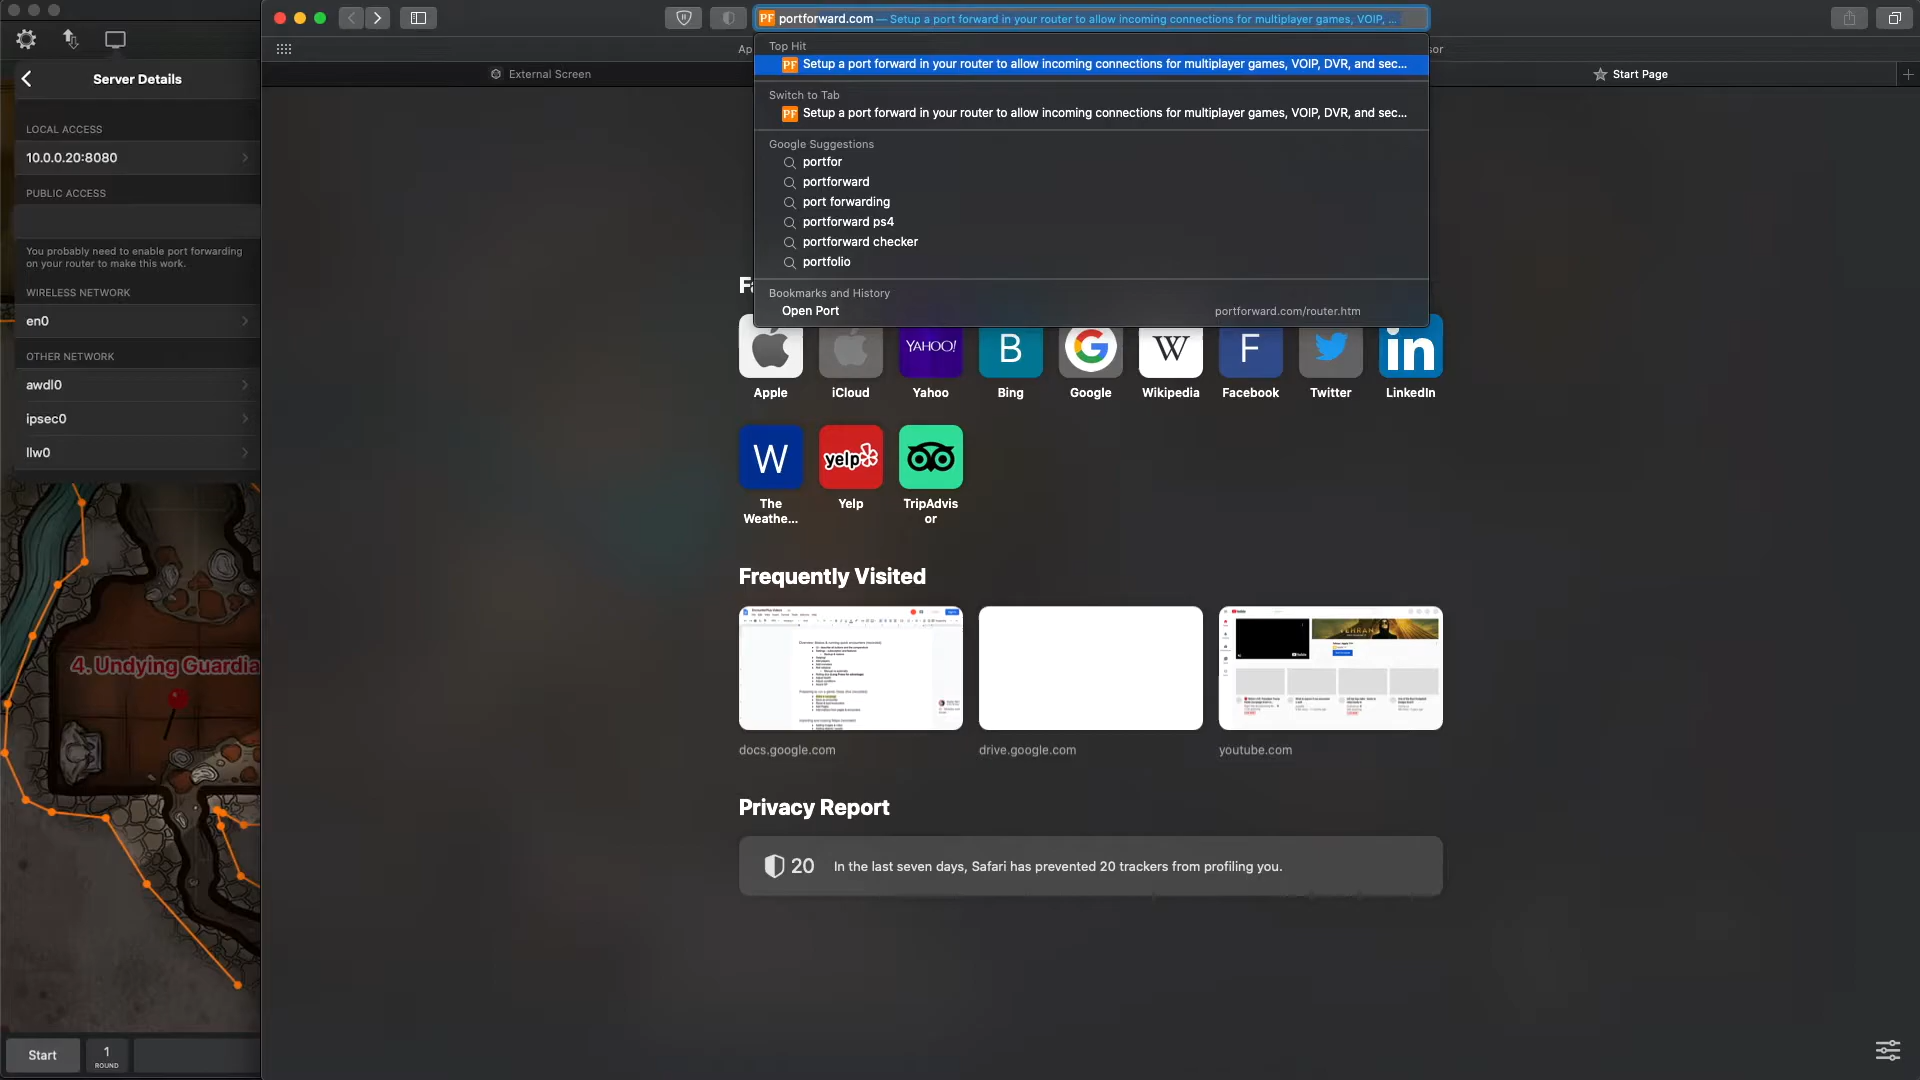 PF portforward.com — Setup a port forward in your router to allow incoming connections for multiplayer games, VOIP, ...
Server Details
LOCAL ACCESS
10.0.0.20:8080
PUBLIC ACCESS
You probably need to enable port forwarding
on your router to make this work.
WIRELESS NETWORK
en0
OTHER NETWORK
awdl0
ipsec0
llw0
4. Undying Guardia
Start
1
ROUND
Ap
sor
External Screen
Start Page
Top Hit
PF Setup a port forward in your router to allow incoming connections for multiplayer games, VOIP, DVR, and sec...
Switch to Tab
PF Setup a port forward in your router to allow incoming connections for multiplayer games, VOIP, DVR, and sec...
Google Suggestions
portfor
portforward
port forwarding
portforward ps4
portforward checker
portfolio
Bookmarks and History
Open Port portforward.com/router.htm
Fa
YAHOO! B G W F in
Apple iCloud Yahoo Bing Google Wikipedia Facebook Twitter LinkedIn
W yelp
The
Weathe...
Yelp
TripAdvis
or
Frequently Visited
docs.google.com drive.google.com youtube.com
Privacy Report
20 In the last seven days, Safari has prevented 20 trackers from profiling you.